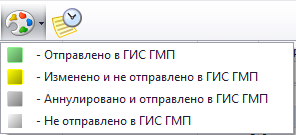 - Отправлено в ГИС ГМП
- Изменено и не отправлено в ГИС ГМП
- Аннулировано и отправлено в ГИС ГМП
- Не отправлено в ГИС ГМП